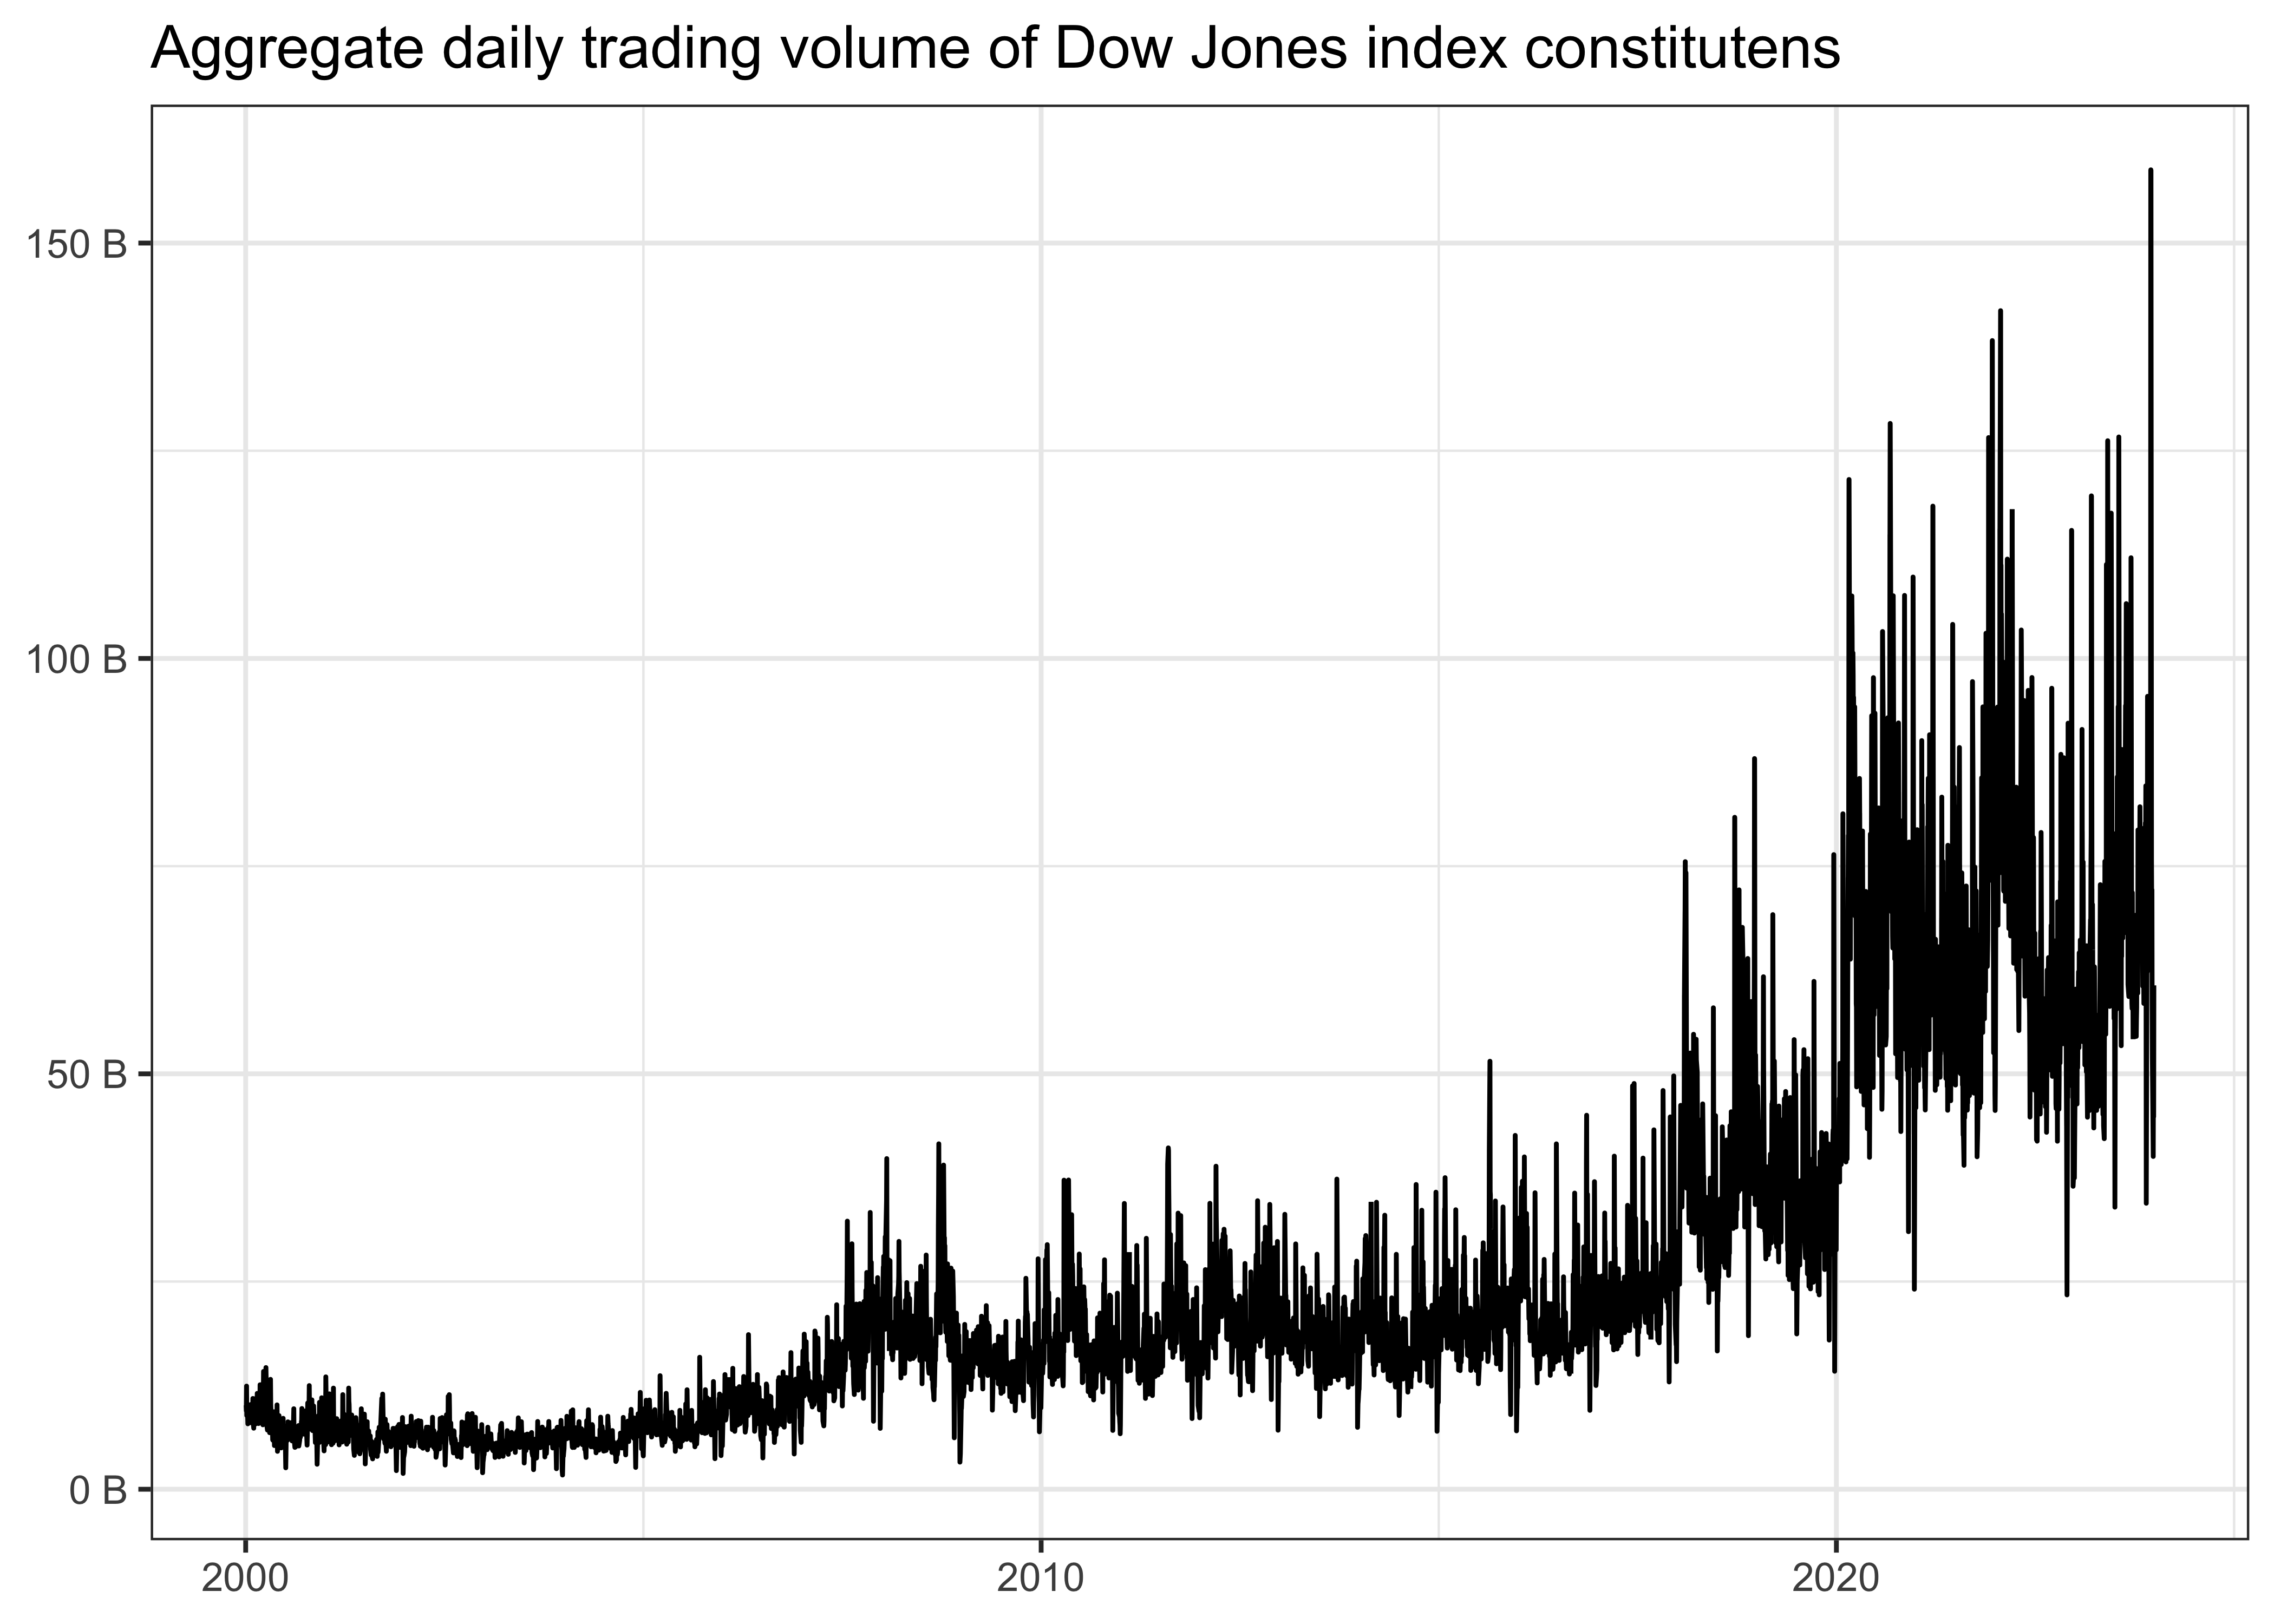 Aggregate daily trading volume of Dow Jones index constitutens
150 B
100 B
50 B
0 B
2000
2010
2020